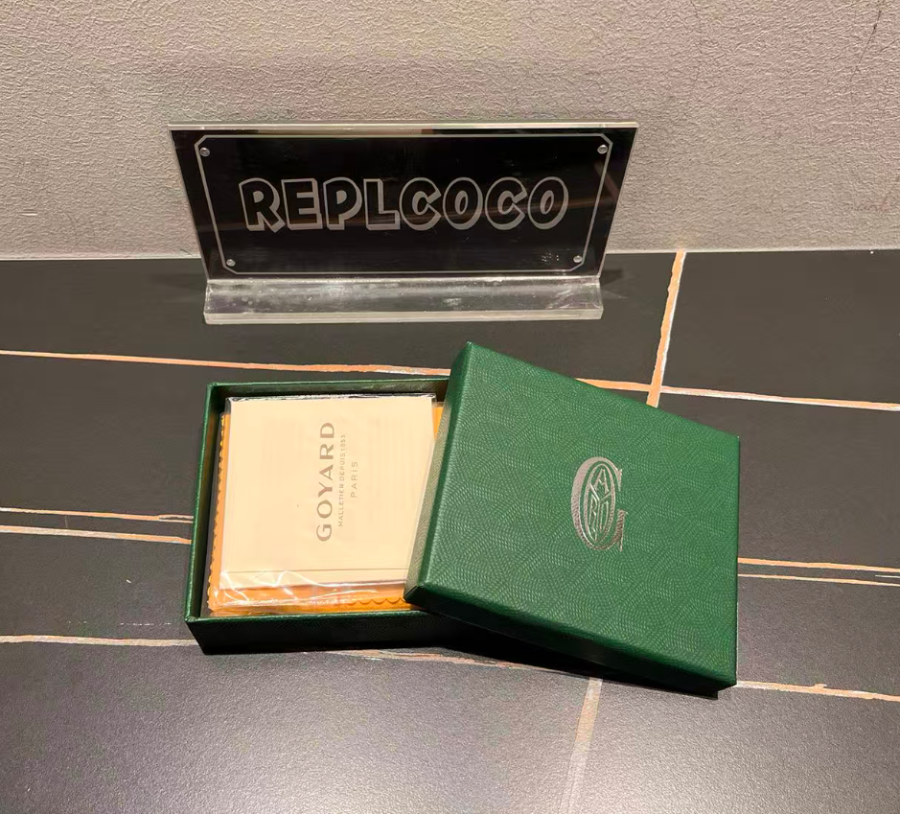 REPLCOCO
GOYARD
MALLETIER DEPUIS 1853
PARIS